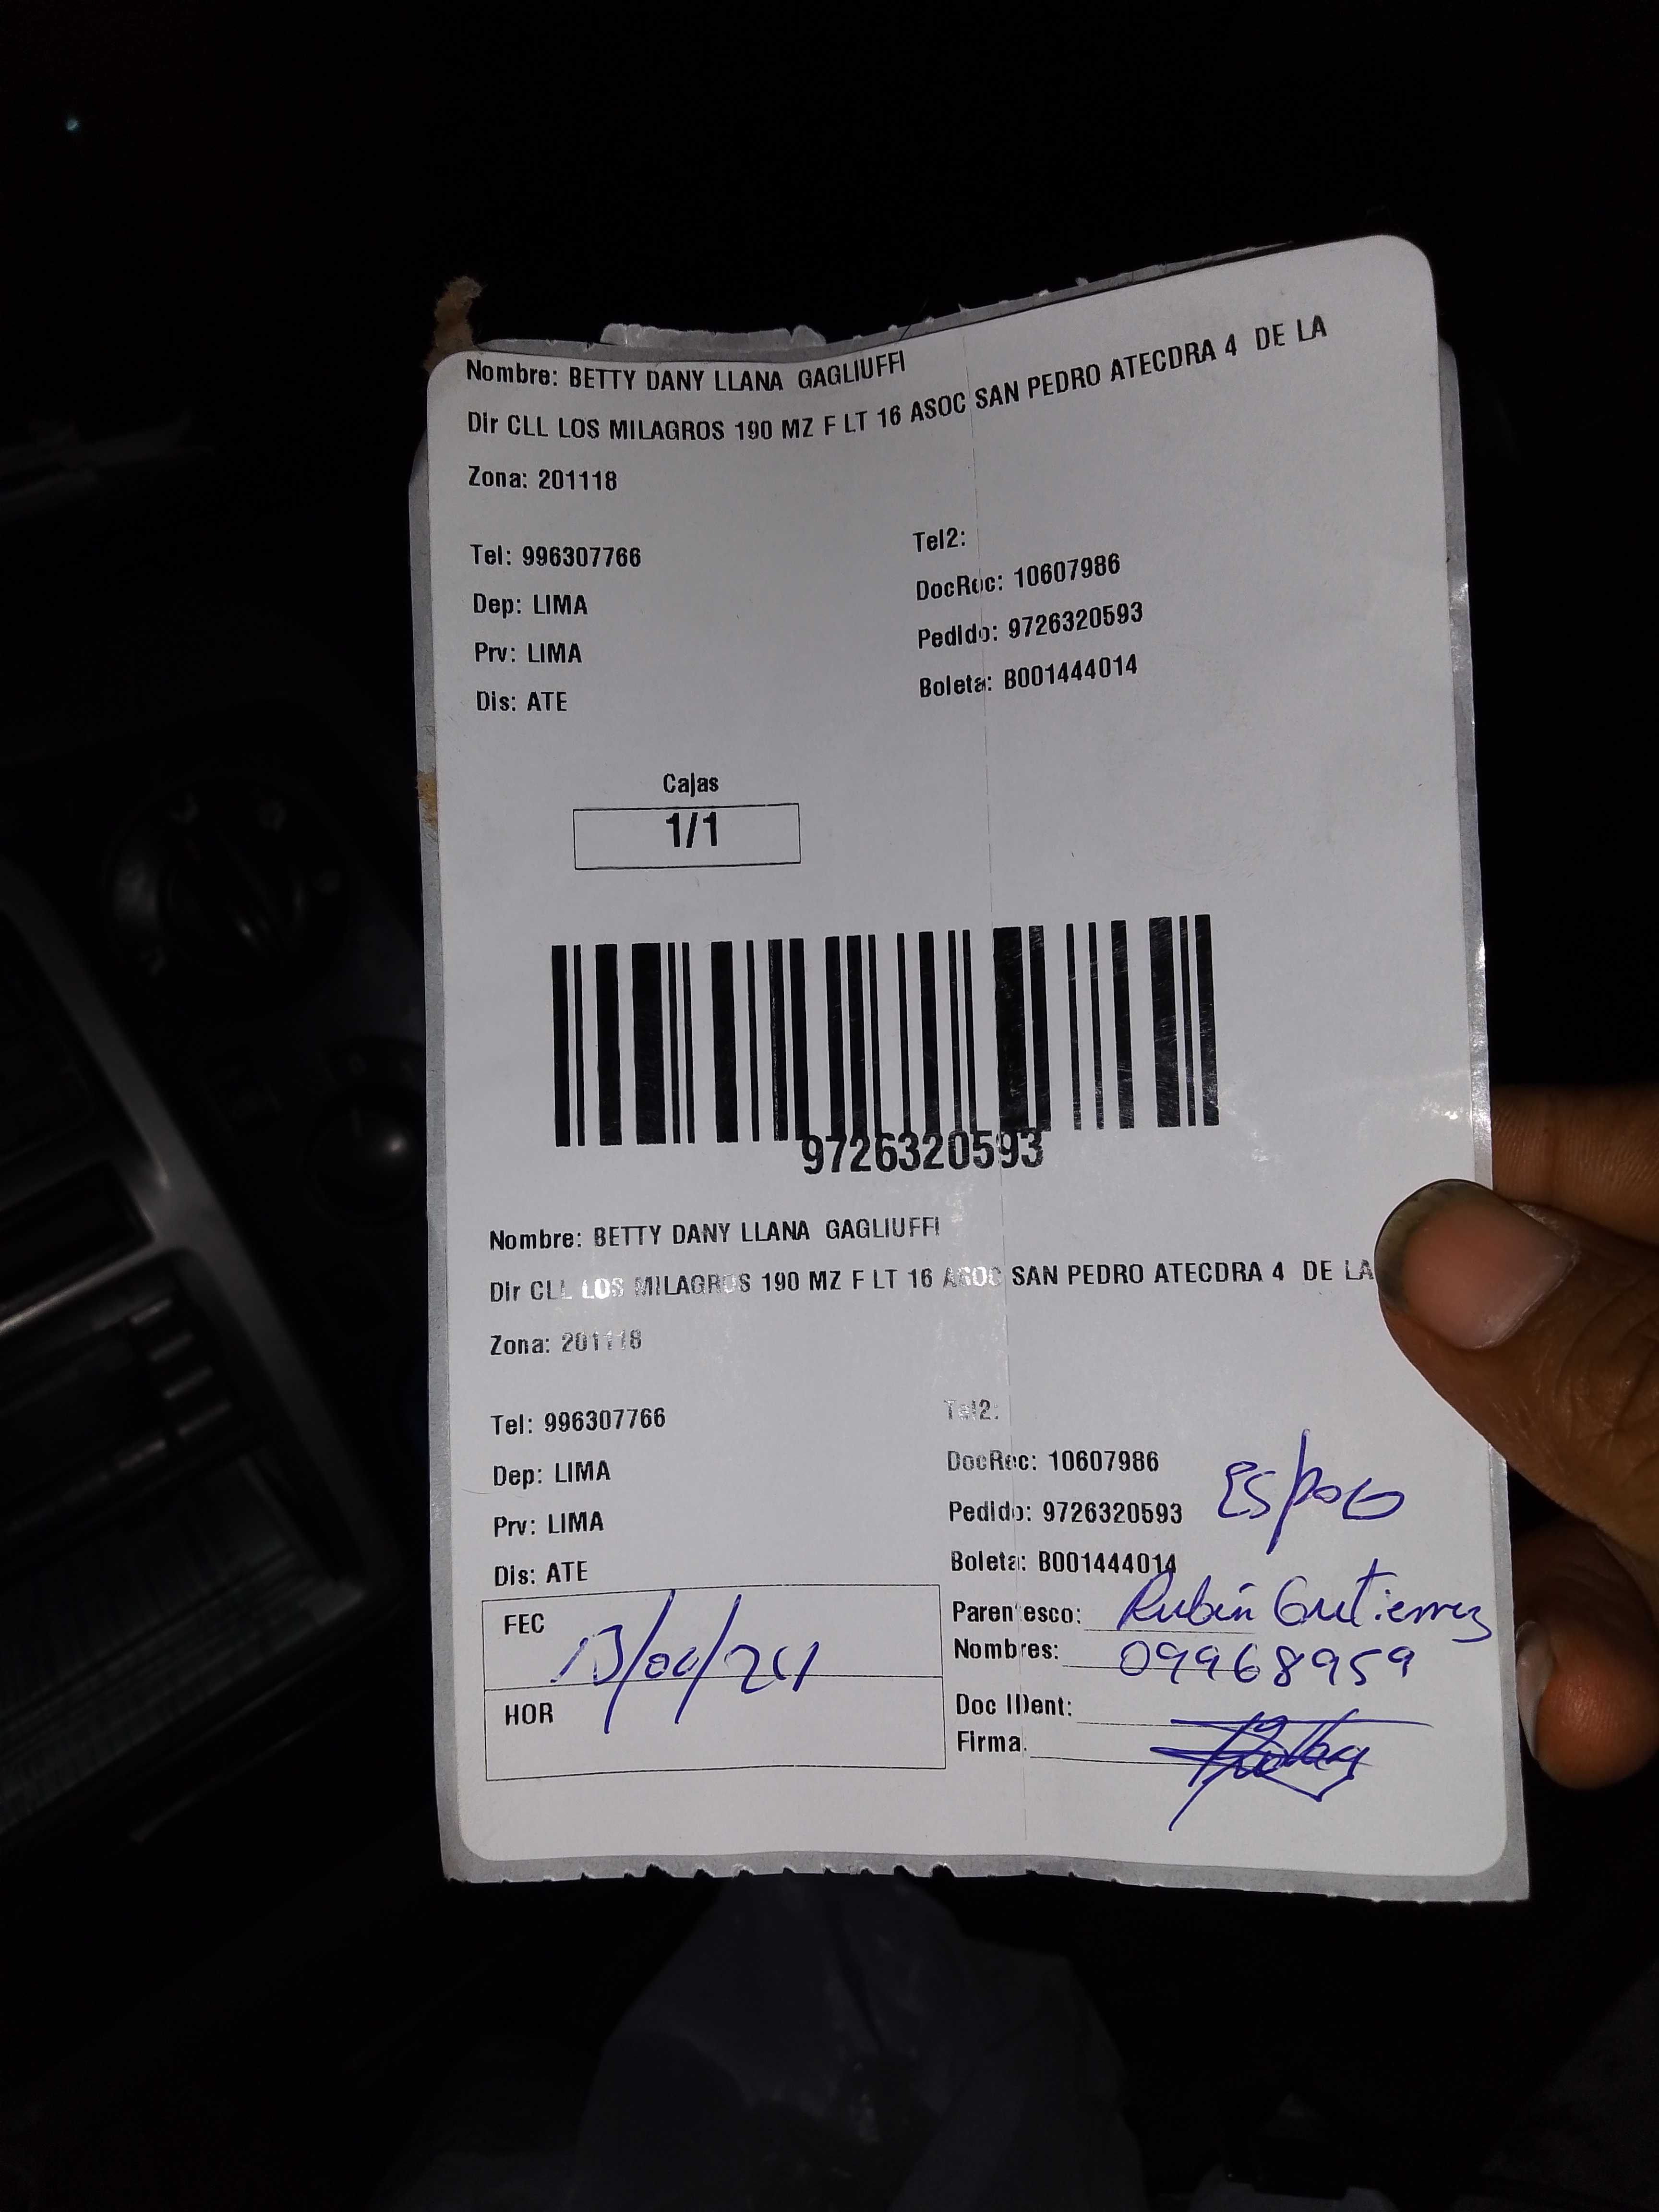 Nombre: BETTY DANY LLANA GAGLIUFFI
Dir CLL LOS MILAGROS 190 MZ F LT 16 ASOC SAN PEDRO ATECDRA 4 DE LA
Zona: 201118
Tel: 996307766
Tel2:
Dep: LIMA
DocRec: 10607986
Prv: LIMA
Pedido: 9726320593
Dis: ATE
Boleta: B001444014
Cajas
1/1
9726320593
Nombre: BETTY DANY LLANA GAGLIUFFI
Dir CLL LOS MILAGROS 190 MZ F LT 16 ASOC SAN PEDRO ATECDRA 4 DE LA
Zona: 201118
Tel: 996307766
Tel2:
Dep: LIMA
DocRec: 10607986
Prv: LIMA
Pedido: 9726320593 Esposo
Dis: ATE
Boleta: B001444014
FEC
Parentesco: Rubén Gutierrez
Nombres: 09968959
HOR
Doc IDent:
Firma.